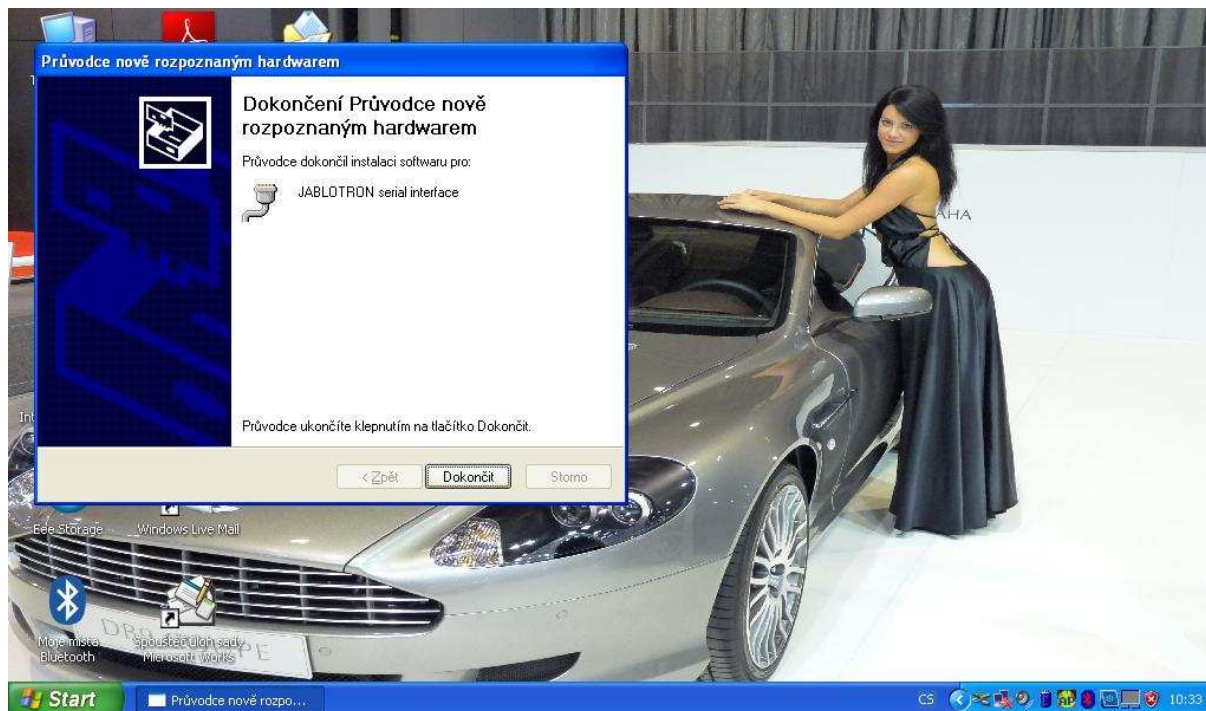 Průvodce nově rozpoznaným hardwarem
Dokončení Průvodce nově
rozpoznaným hardwarem
Průvodce dokončil instalaci softwaru pro:
JABLOTRON serial interface
Průvodce ukončíte klepnutím na tlačítko Dokončit.
< Zpět
Dokončit
Storno
AHA
Eee Storage
Windows Live Mail
Moje místa
Bluetooth
Spouštěč úloh sady
Microsoft Works
Start
Průvodce nově rozpo...
CS
10:33